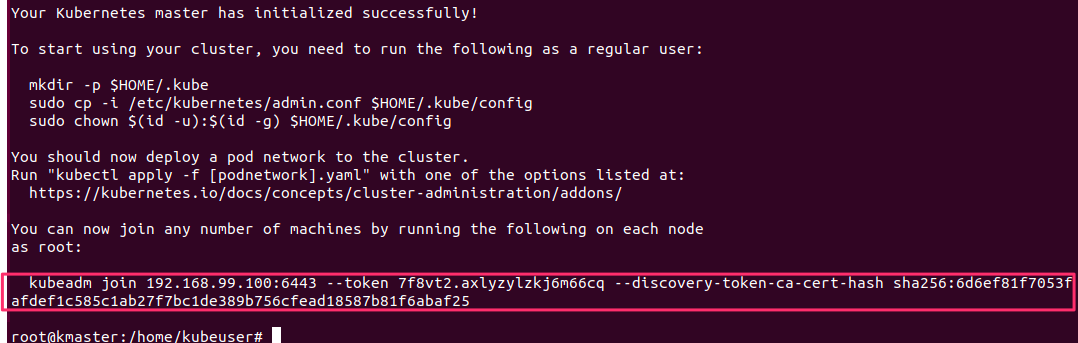 Your Kubernetes master has initialized successfully!
To start using your cluster, you need to run the following as a regular user:
mkdir -p $HOME/.kube
sudo cp -i /etc/kubernetes/admin.conf $HOME/.kube/config
sudo chown $(id -u):$(id -g) $HOME/.kube/config
You should now deploy a pod network to the cluster.
Run "kubectl apply -f [podnetwork].yaml" with one of the options listed at:
https://kubernetes.io/docs/concepts/cluster-administration/addons/
You can now join any number of machines by running the following on each node
as root:
kubeadm join 192.168.99.100:6443 --token 7f8vt2.axlyzylzkj6m66cq --discovery-token-ca-cert-hash sha256:6d6ef81f7053f
afdef1c585c1ab27f7bc1de389b756cfead18587b81f6abaf25
root@kmaster:/home/kubeuser#